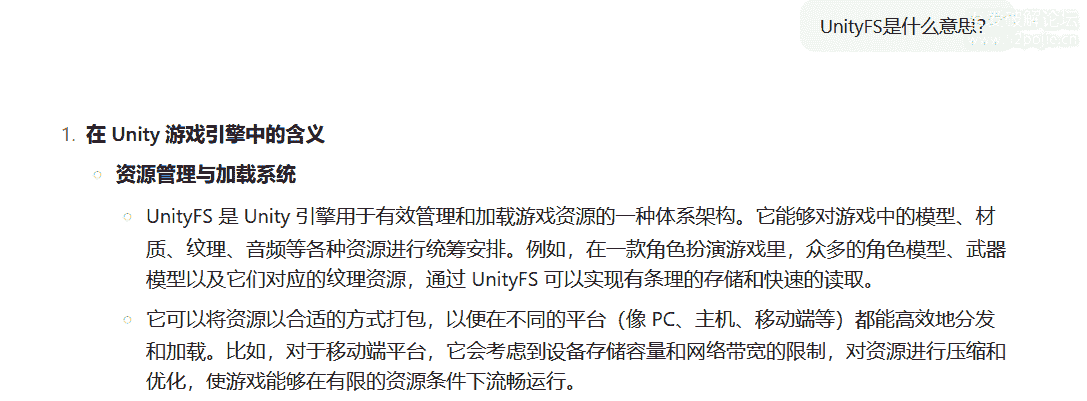 UnityFS是什么意思?
1. 在 Unity 游戏引擎中的含义
资源管理与加载系统
UnityFS 是 Unity 引擎用于有效管理和加载游戏资源的一种体系架构。它能够对游戏中的模型、材
质、纹理、音频等各种资源进行统筹安排。例如，在一款角色扮演游戏里，众多的角色模型、武器
模型以及它们对应的纹理资源，通过 UnityFS 可以实现有条理的存储和快速的读取。
它可以将资源以合适的方式打包，以便在不同的平台（像 PC、主机、移动端等）都能高效地分发
和加载。比如，对于移动端平台，它会考虑到设备存储容量和网络带宽的限制，对资源进行压缩和
优化，使游戏能够在有限的资源条件下流畅运行。